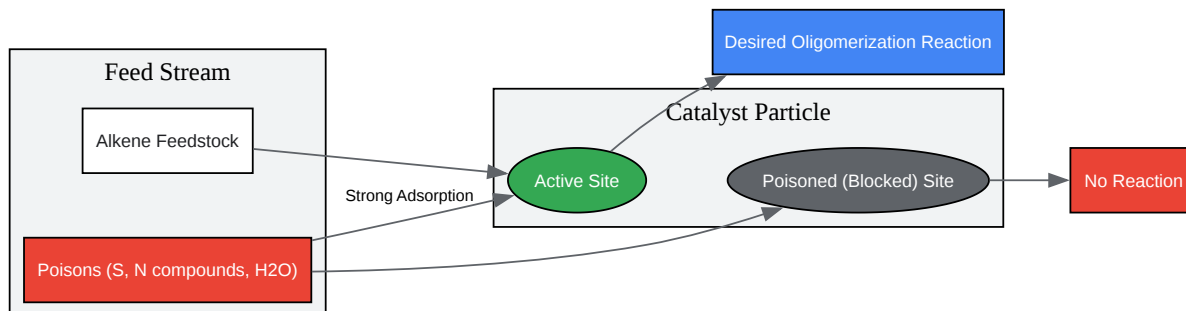 Desired Oligomerization Reaction
Feed Stream
Catalyst Particle
Alkene Feedstock
Active Site
Poisoned (Blocked) Site
No Reaction
Strong Adsorption
Poisons (S, N compounds, H2O)